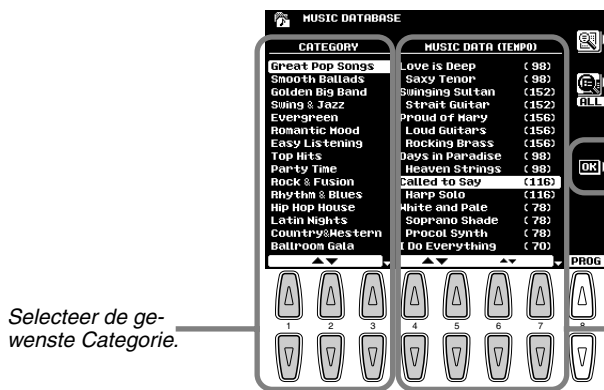 MUSIC DATABASE
CATEGORY
Great Pop Songs
Smooth Ballads
Golden Big Band
Swing & Jazz
Evergreen
Romantic Mood
Easy Listening
Top Hits
Party Time
Rock & Fusion
Rhythm & Blues
Hip Hop House
Latin Nights
Country&Western
Ballroom Gala
MUSIC DATA (TEMPO)
Love is Deep ( 98)
Saxy Tenor ( 98)
Swinging Sultan (152)
Strait Guitar (152)
Proud of Mary (156)
Loud Guitars (156)
Rocking Brass (156)
Days in Paradise ( 98)
Heaven Strings ( 98)
Called to Say (116)
Harp Solo (116)
White and Pale ( 78)
Soprano Shade ( 78)
Procol Synth ( 78)
I Do Everything ( 70)
ALL
OK
PROG
1 2 3 4 5 6 7 8
Selecteer de ge-
wenste Categorie.